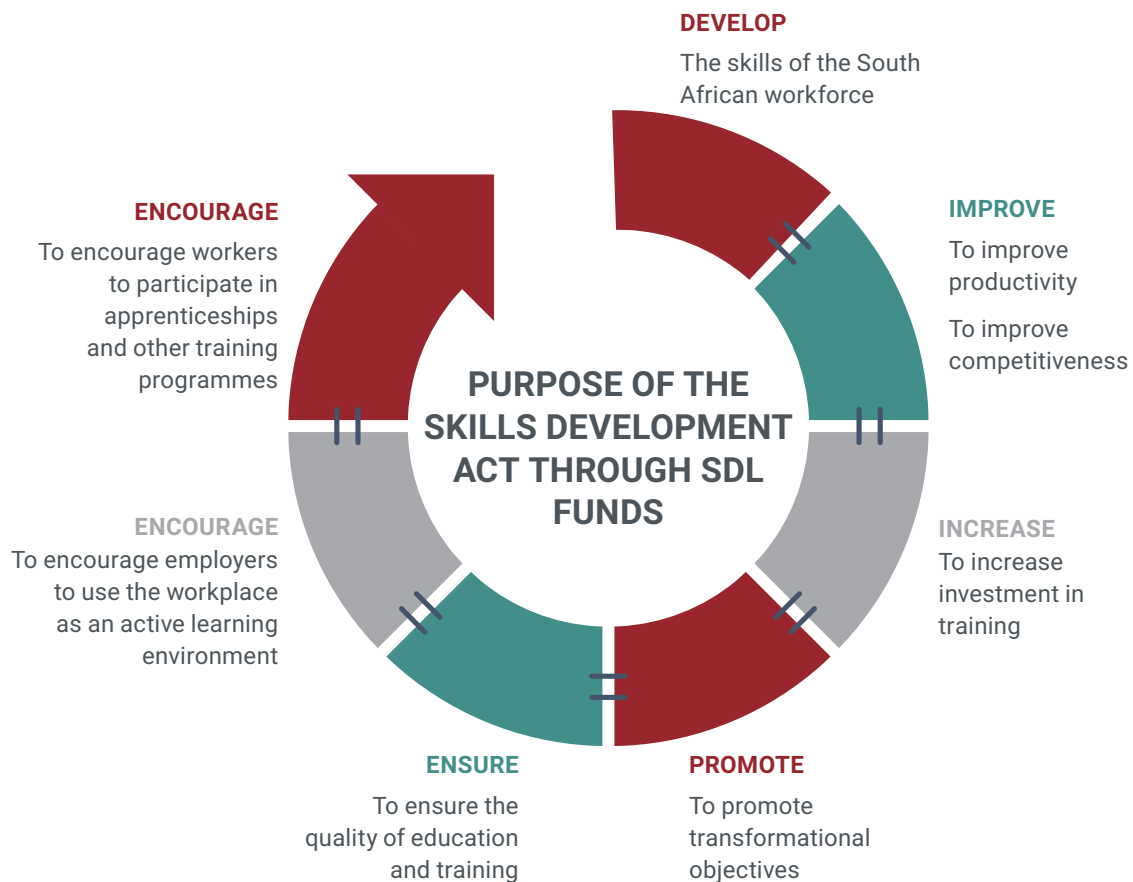 DEVELOP
The skills of the South
African workforce
IMPROVE
To improve
productivity
To improve
competitiveness
INCREASE
To increase
investment in
training
PROMOTE
To promote
transformational
objectives
ENSURE
To ensure the
quality of education
and training
ENCOURAGE
To encourage employers
to use the workplace
as an active learning
environment
ENCOURAGE
To encourage workers
to participate in
apprenticeships
and other training
programmes
PURPOSE OF THE
SKILLS DEVELOPMENT
ACT THROUGH SDL
FUNDS